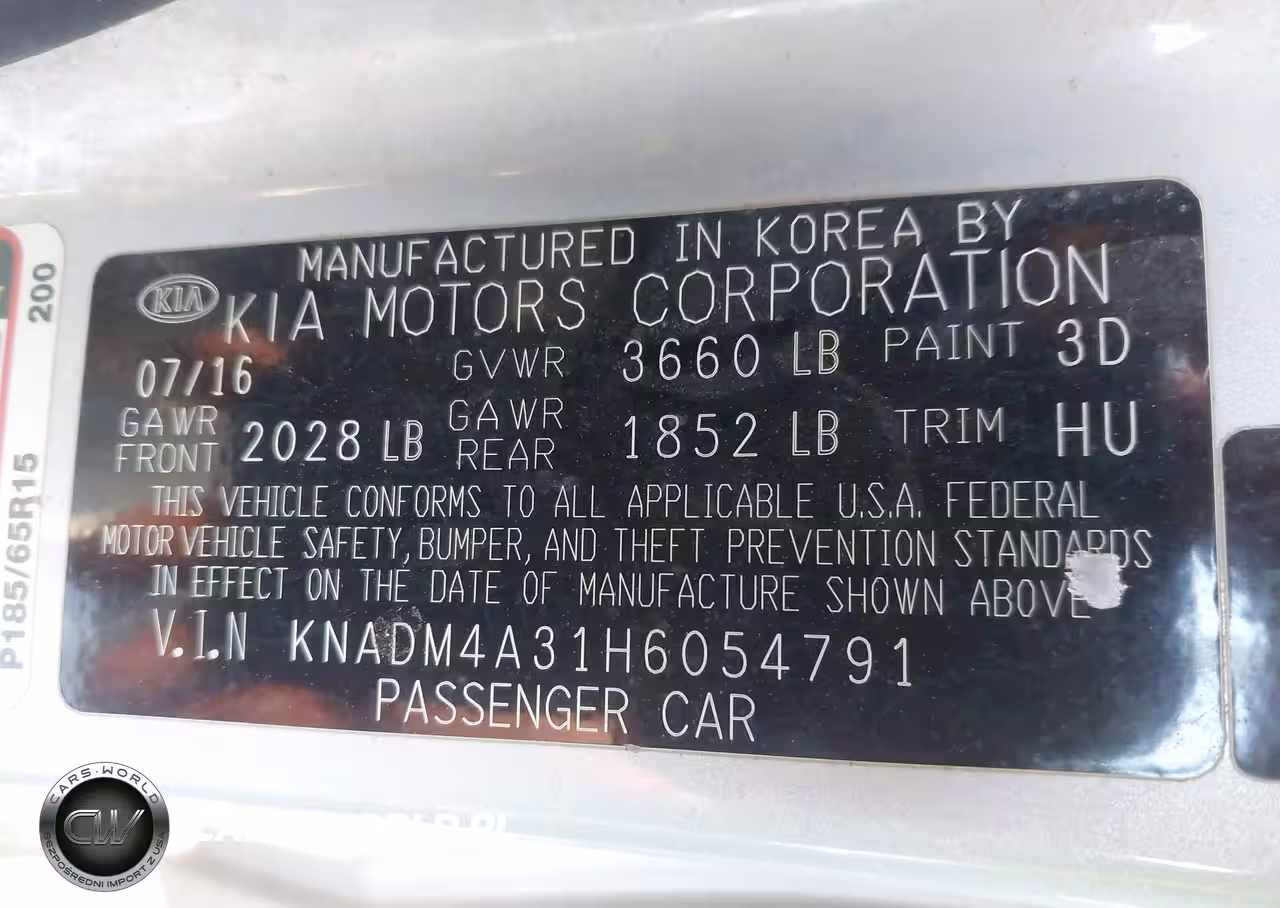 MANUFACTURED IN KOREA BY
KIA KIA MOTORS CORPORATION
07/16 GVWR 3660 LB PAINT 3D
GAWR FRONT 2028 LB GAWR REAR 1852 LB TRIM HU
THIS VEHICLE CONFORMS TO ALL APPLICABLE U.S.A. FEDERAL
MOTOR VEHICLE SAFETY, BUMPER, AND THEFT PREVENTION STANDARDS
IN EFFECT ON THE DATE OF MANUFACTURE SHOWN ABOVE
V.I.N KNADM4A31H6054791
PASSENGER CAR
P185/65R15 200
CARS·WORLD
CW
BEZPOŚREDNI IMPORT Z USA